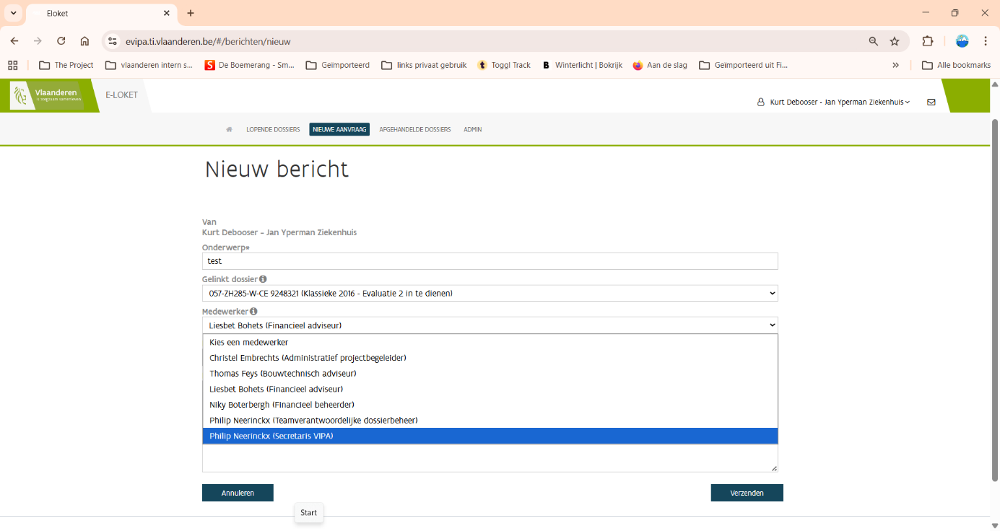 Eloket
evipa.ti.vlaanderen.be/#/berichten/nieuw
The Project
vlaanderen intern s...
De Boemerang - Sm...
Geïmporteerd
links privaat gebruik
Toggl Track
Winterlicht | Bokrijk
Aan de slag
Geïmporteerd uit Fi...
All bookmarks
Vlaanderen
is zorgzaam samenleven
E-LOKET
Kurt Debooser - Jan Yperman Ziekenhuis
LOPENDE DOSSIERS
NIEUWE AANVRAAG
AFGEHANDELDE DOSSIERS
ADMIN
Nieuw bericht
Van
Kurt Debooser - Jan Yperman Ziekenhuis
Onderwerp*
test
Gelinkt dossier
057-ZH285-W-CE 9248321 (Klassieke 2016 - Evaluatie 2 in te dienen)
Medewerker
Liesbet Bohets (Financieel adviseur)
Kies een medewerker
Christel Embrechts (Administratief projectbegeleider)
Thomas Feys (Bouwtechnisch adviseur)
Liesbet Bohets (Financieel adviseur)
Niky Boterbergh (Financieel beheerder)
Philip Neerinckx (Teamverantwoordelijke dossierbeheer)
Philip Neerinckx (Secretaris VIPA)
Annuleren
Verzenden
Start